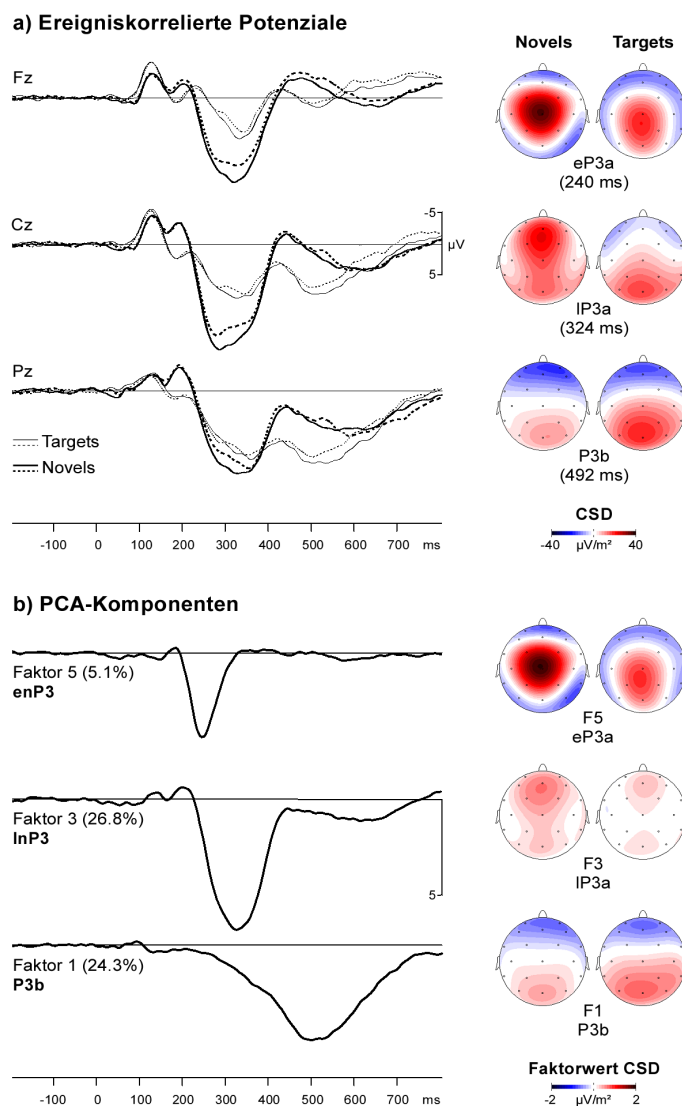 a) Ereigniskorrelierte Potenziale
Novels Targets
Fz
eP3a
(240 ms)
Cz
-5
µV
5
lP3a
(324 ms)
Pz
Targets
Novels
P3b
(492 ms)
CSD
-40 µV/m² 40
-100 0 100 200 300 400 500 600 700 ms
b) PCA-Komponenten
Faktor 5 (5.1%)
enP3
F5
eP3a
Faktor 3 (26.8%)
lnP3
5
F3
lP3a
Faktor 1 (24.3%)
P3b
F1
P3b
Faktorwert CSD
-2 µV/m² 2
-100 0 100 200 300 400 500 600 700 ms